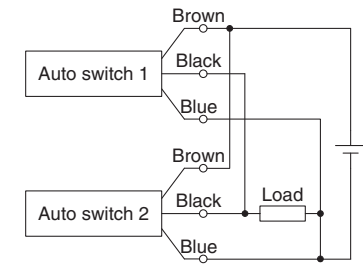 Brown
Auto switch 1
Black
Blue
Brown
Auto switch 2
Black
Load
Blue